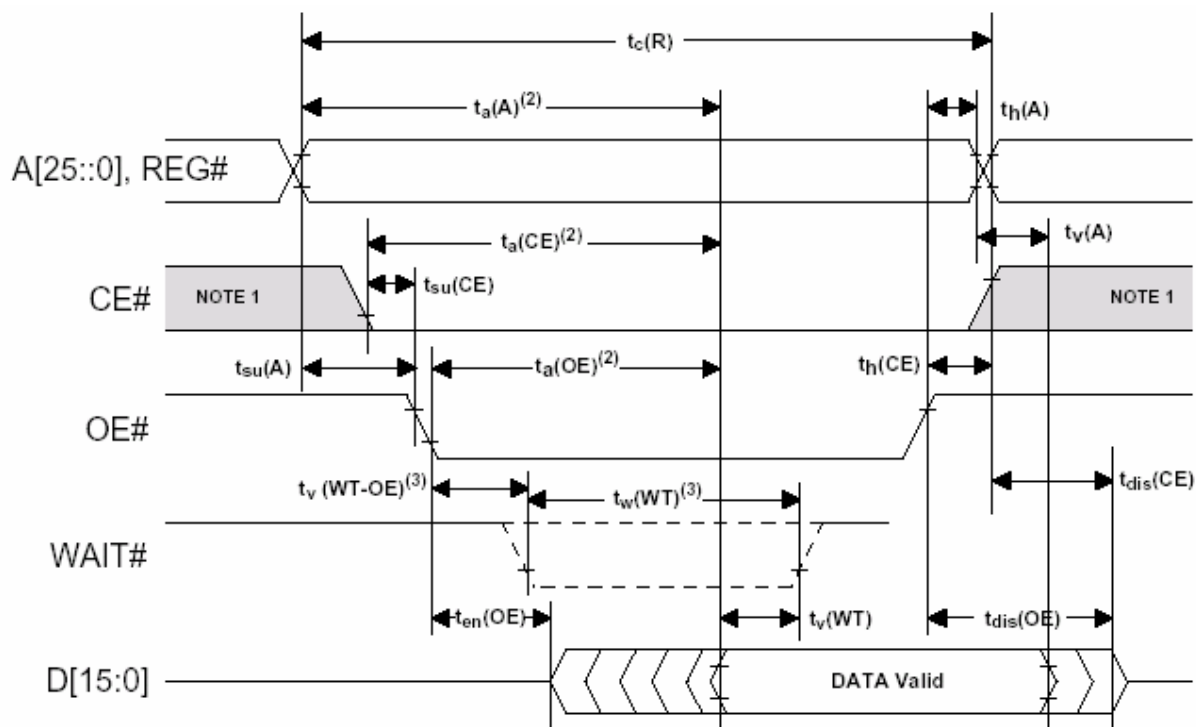 tc(R)
ta(A)(2)
th(A)
A[25::0], REG#
ta(CE)(2)
tv(A)
CE#
NOTE 1
tsu(CE)
NOTE 1
tsu(A)
ta(OE)(2)
th(CE)
OE#
tv (WT-OE)(3)
tw(WT)(3)
tdis(CE)
WAIT#
ten(OE)
tv(WT)
tdis(OE)
D[15:0]
DATA Valid